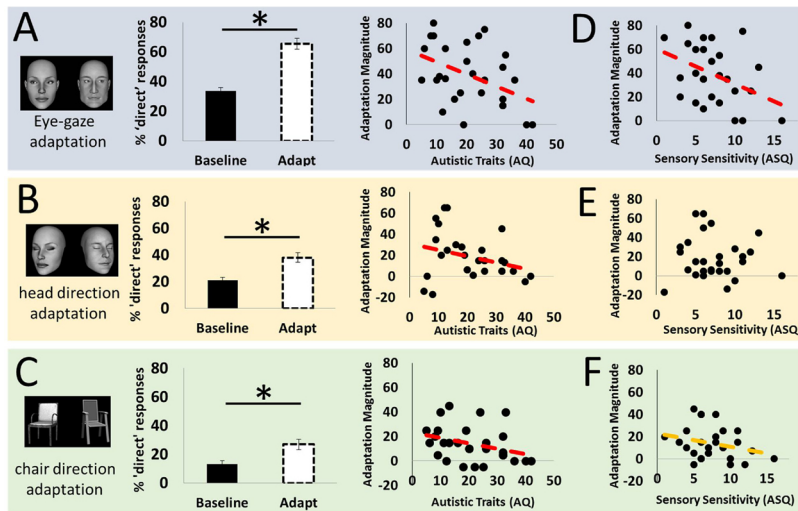 A
Eye-gaze
adaptation
% 'direct' responses
80
60
40
20
0
*
Baseline
Adapt
Adaptation Magnitude
80
60
40
20
0
0
10
20
30
40
50
Autistic Traits (AQ)
D
Adaptation Magnitude
80
60
40
20
0
0
5
10
15
Sensory Sensitivity (ASQ)
B
head direction
adaptation
% 'direct' responses
80
60
40
20
0
*
Baseline
Adapt
Adaptation Magnitude
80
60
40
20
0
-20
0
10
20
30
40
50
Autistic Traits (AQ)
E
Adaptation Magnitude
80
60
40
20
0
-20
0
5
10
15
Sensory Sensitivity (ASQ)
C
chair direction
adaptation
% 'direct' responses
80
60
40
20
0
*
Baseline
Adapt
Adaptation Magnitude
80
60
40
20
0
-20
0
10
20
30
40
50
Autistic Traits (AQ)
F
Adaptation Magnitude
80
60
40
20
0
-20
0
5
10
15
Sensory Sensitivity (ASQ)